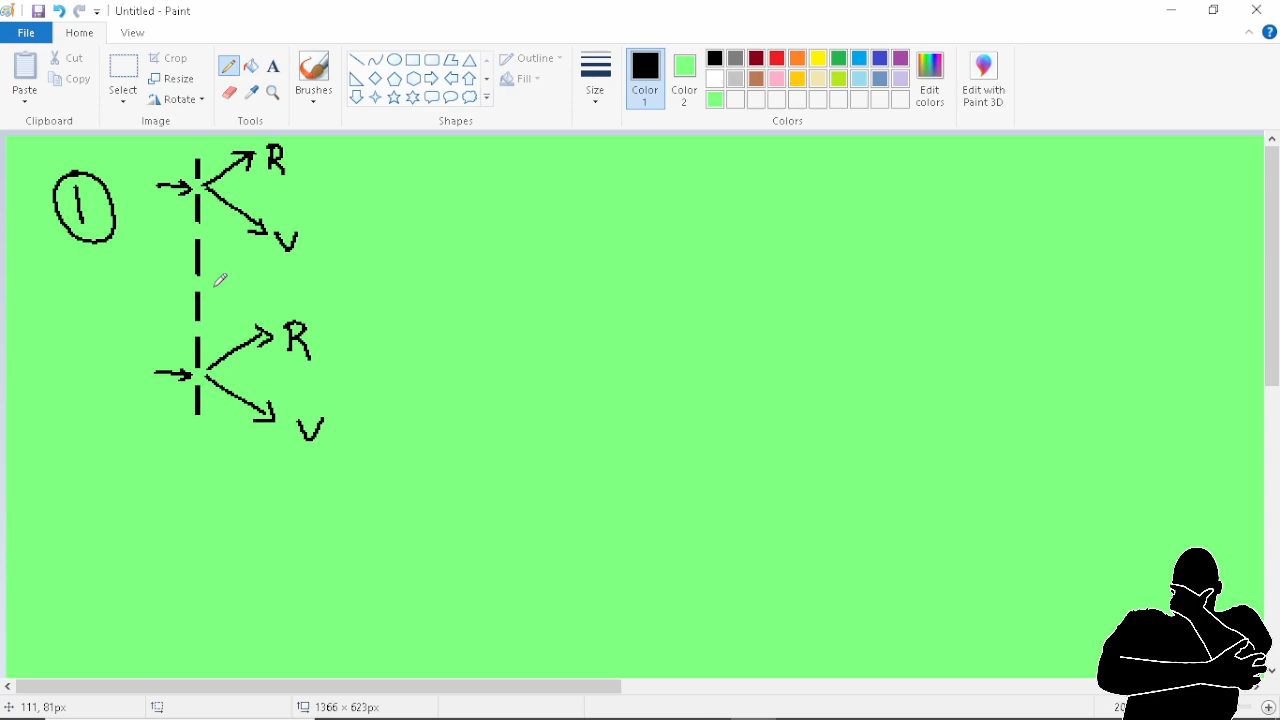 Untitled - Paint
File
Home
View
Paste
Cut
Copy
Clipboard
Select
Crop
Resize
Rotate
Image
A
Tools
Brushes
Shapes
Outline
Fill
Size
Color
1
Color
2
Colors
Edit
colors
Edit with
Paint 3D
1
R
V
R
V
111, 81px
1366 × 623px